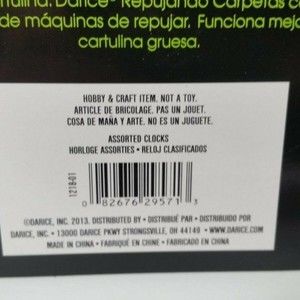 tulina. Darice® Repujando Carpetas co
de máquinas de repujar. Funciona mejo
cartulina gruesa.
HOBBY & CRAFT ITEM. NOT A TOY.
ARTICLE DE BRICOLAGE. PAS UN JOUET.
COSA DE MAÑA Y ARTE. NO ES UN JUGUETE.
ASSORTED CLOCKS
HORLOGE ASSORTIES • RELOJ CLASIFICADOS
1218-01
0 82676 29571 3
©DARICE, INC. 2013. DISTRIBUTED BY • DISTRIBUÉ PAR • DISTRIBUIDO POR
DARICE, INC. • 13000 DARICE PKWY STRONGSVILLE, OH 44149 • WWW.DARICE.COM
MADE IN CHINA • FABRIQUÉ EN CHINE • FABRICADO EN CHINA